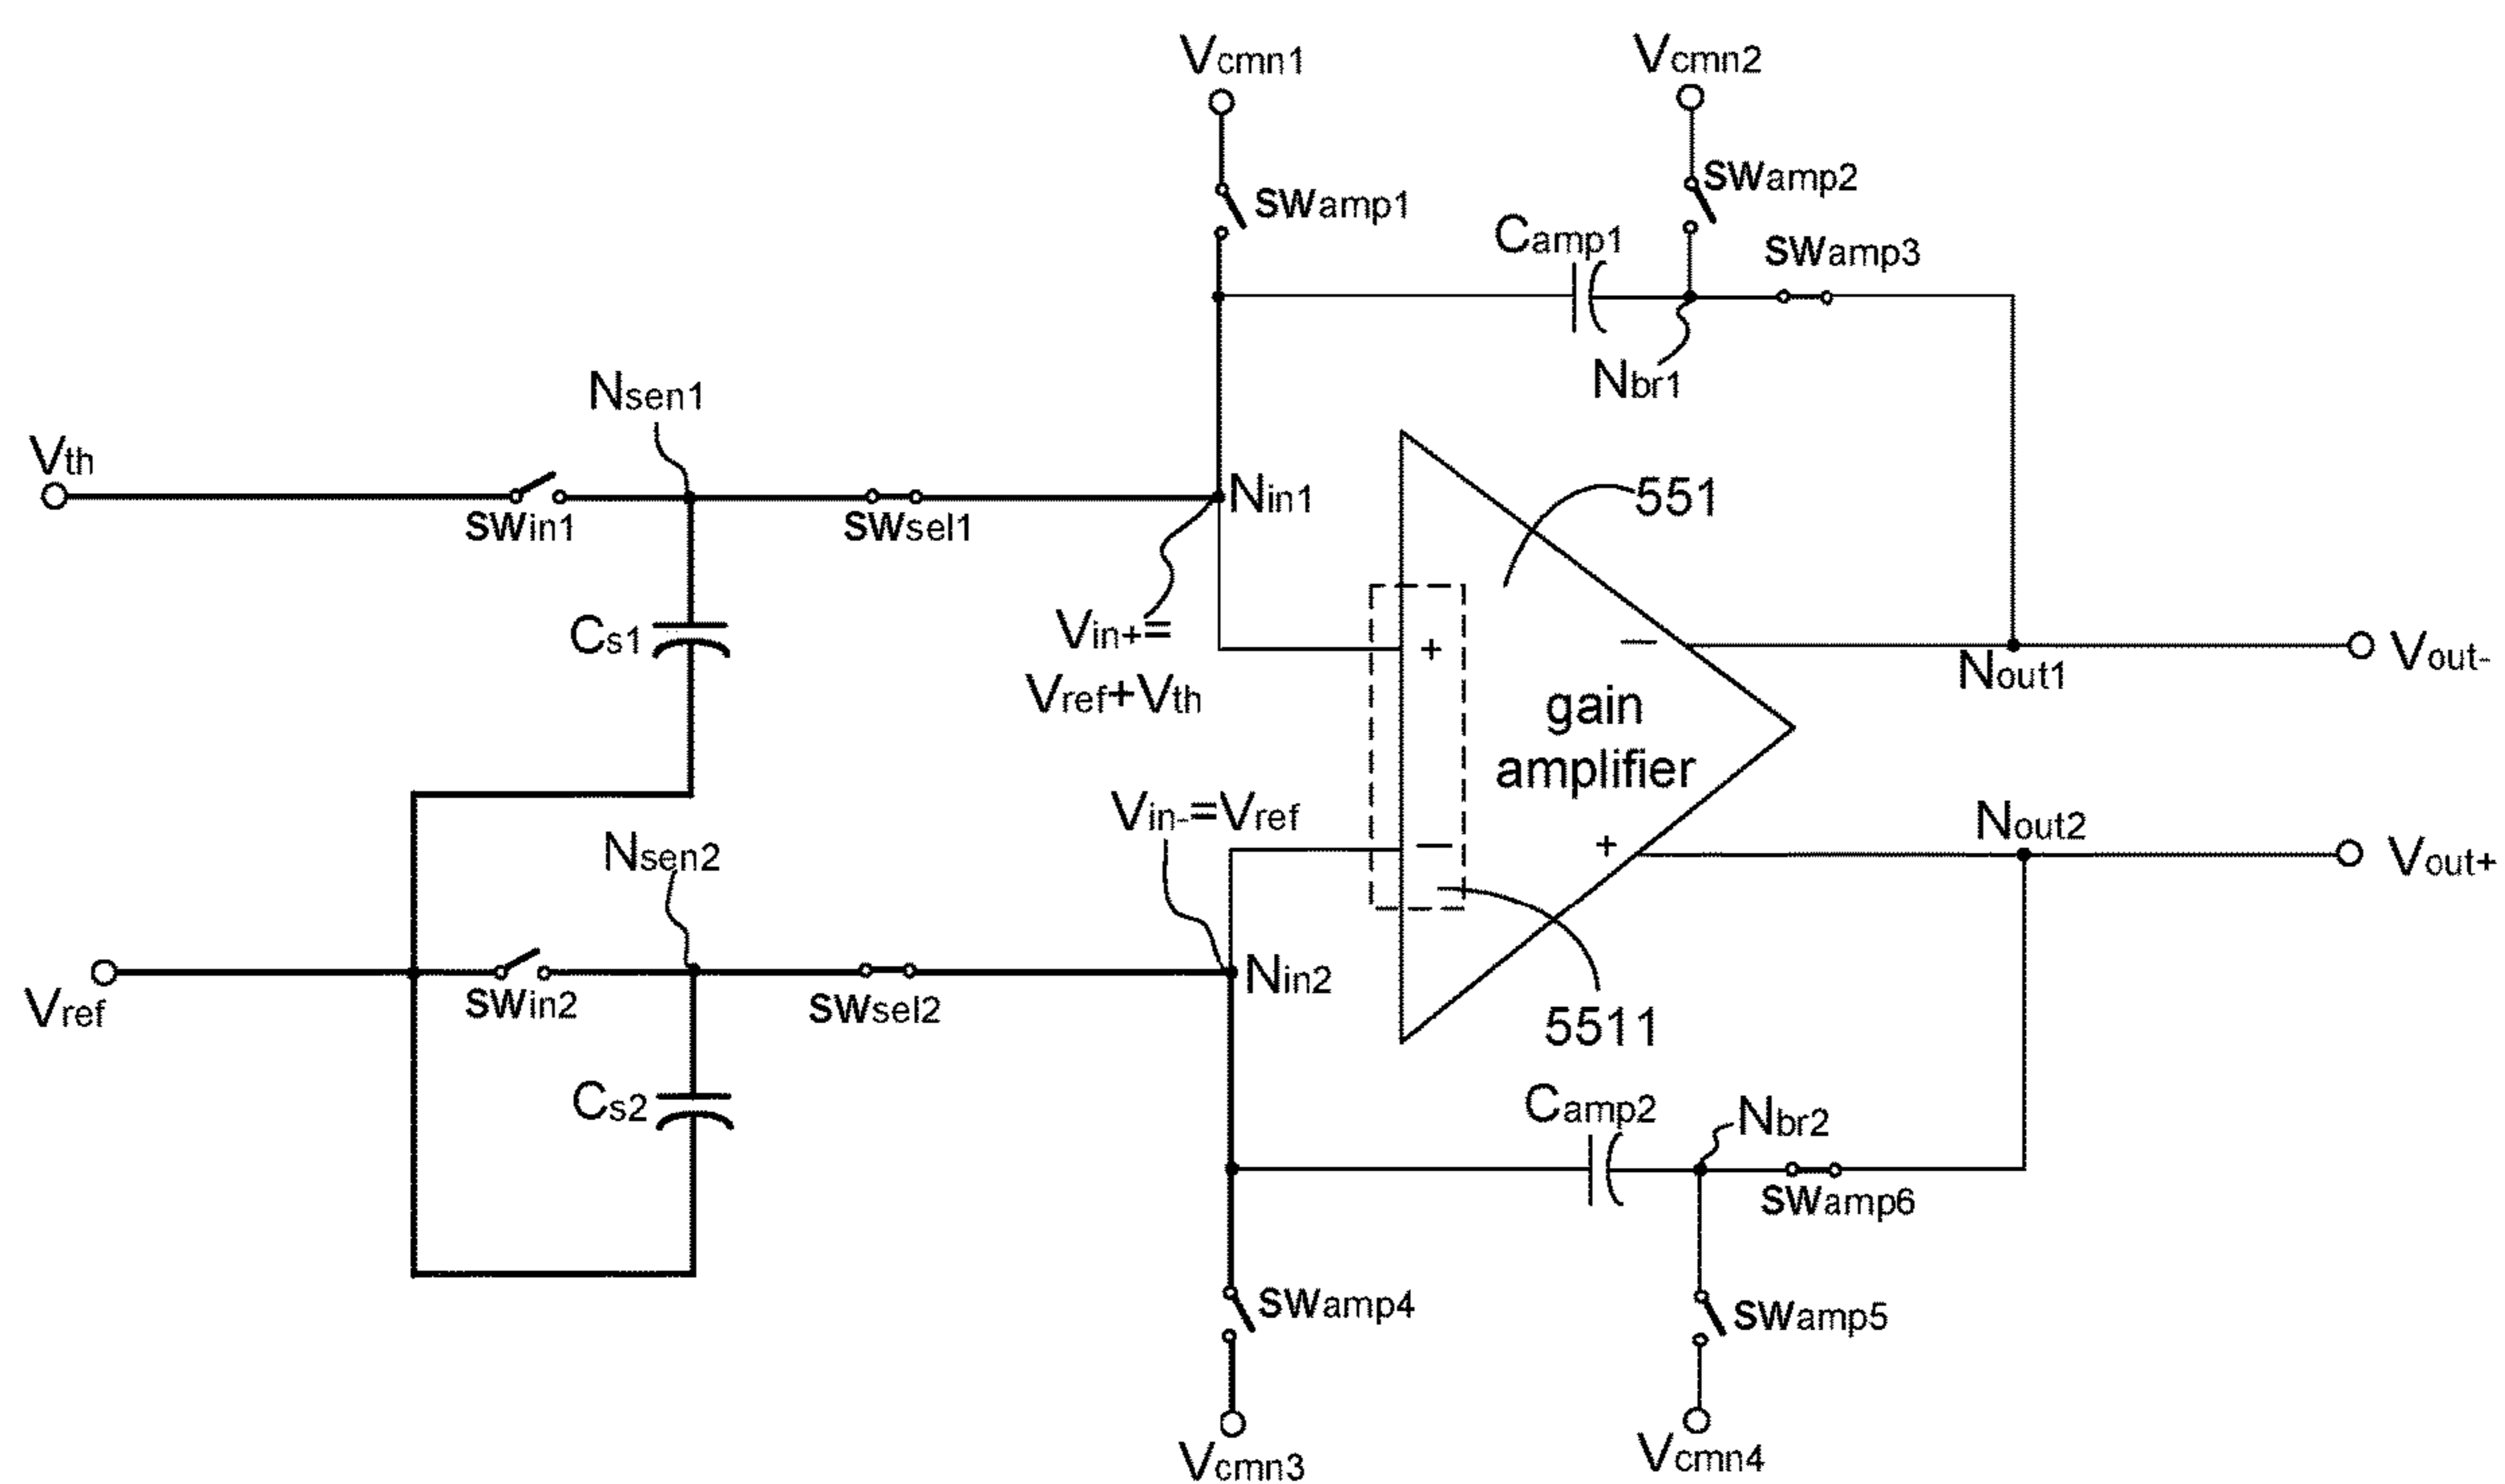 Vcmn1
Vcmn2
SWamp1
SWamp2
Camp1
SWamp3
Nbr1
Nsen1
Vth
SWin1
SWsel1
Nin1
551
Cs1
Vin+=
Vref+Vth
+
—
gain
amplifier
Nout1
Vout-
Vin-=Vref
Nsen2
—
+
Nout2
Vout+
Vref
SWin2
SWsel2
Nin2
5511
Cs2
Camp2
Nbr2
SWamp6
SWamp4
SWamp5
Vcmn3
Vcmn4